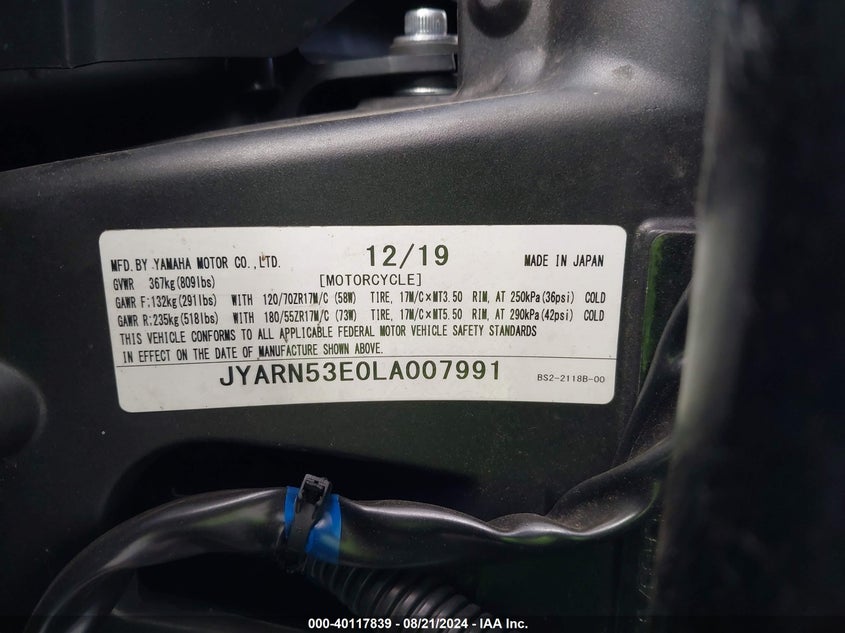 MFD. BY YAMAHA MOTOR CO.,LTD. 12/19 MADE IN JAPAN
GVWR 367kg(809lbs) [MOTORCYCLE]
GAWR F:132kg(291lbs) WITH 120/70ZR17M/C (58W) TIRE, 17M/C×MT3.50 RIM, AT 250kPa(36psi) COLD
GAWR R:235kg(518lbs) WITH 180/55ZR17M/C (73W) TIRE, 17M/C×MT5.50 RIM, AT 290kPa(42psi) COLD
THIS VEHICLE CONFORMS TO ALL APPLICABLE FEDERAL MOTOR VEHICLE SAFETY STANDARDS
IN EFFECT ON THE DATE OF MANUFACTURE SHOWN ABOVE.
JYARN53E0LA007991 BS2-2118B-00
000-40117839 - 08/21/2024 - IAA Inc.